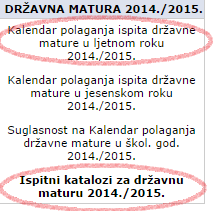 DRŽAVNA MATURA 2014./2015.
Kalendar polaganja ispita državne
mature u ljetnom roku
2014./2015.
Kalendar polaganja ispita državne
mature u jesenskom roku
2014./2015.
Suglasnost na Kalendar polaganja
državne mature u škol. god.
2014./2015.
Ispitni katalozi za državnu
maturu 2014./2015.